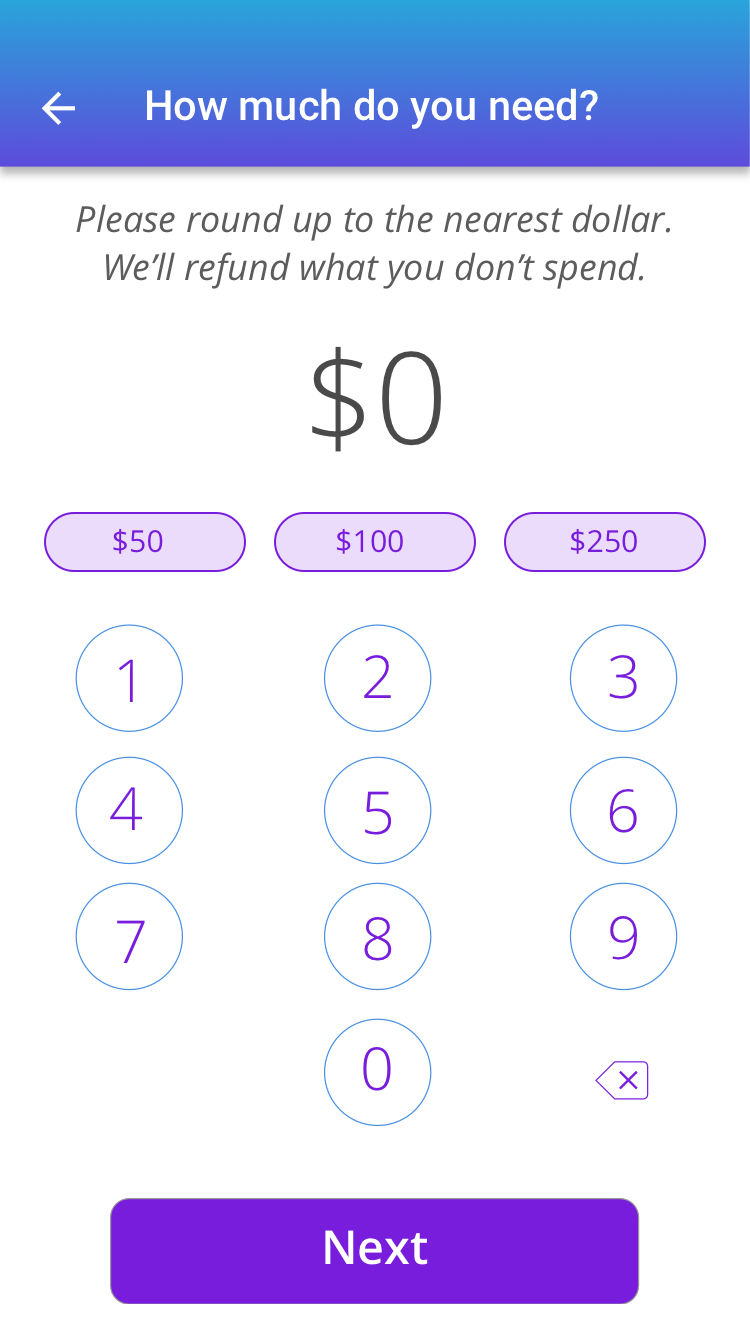 How much do you need?
Please round up to the nearest dollar.
We’ll refund what you don’t spend.
$0
$50 $100 $250
1 2 3
4 5 6
7 8 9
0
Next